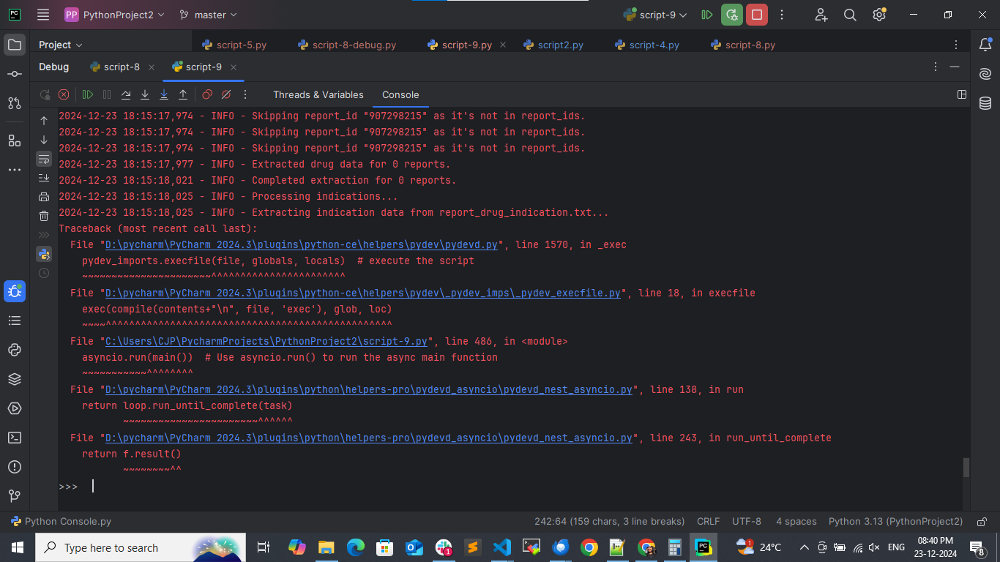 PC
PP PythonProject2 master script-9
Project script-5.py script-8-debug.py script-9.py script2.py script-4.py script-8.py
Debug script-8 script-9
Threads & Variables Console
2024-12-23 18:15:17,974 - INFO - Skipping report_id "907298215" as it's not in report_ids.
2024-12-23 18:15:17,974 - INFO - Skipping report_id "907298215" as it's not in report_ids.
2024-12-23 18:15:17,974 - INFO - Skipping report_id "907298215" as it's not in report_ids.
2024-12-23 18:15:17,977 - INFO - Extracted drug data for 0 reports.
2024-12-23 18:15:18,021 - INFO - Completed extraction for 0 reports.
2024-12-23 18:15:18,025 - INFO - Processing indications...
2024-12-23 18:15:18,025 - INFO - Extracting indication data from report_drug_indication.txt...
Traceback (most recent call last):
File "D:\pycharm\PyCharm 2024.3\plugins\python-ce\helpers\pydev\pydevd.py", line 1570, in _exec
pydev_imports.execfile(file, globals, locals)  # execute the script
~~~~~~~~~~~~~~~~~~~~~~^^^^^^^^^^^^^^^^^^^^^^^
File "D:\pycharm\PyCharm 2024.3\plugins\python-ce\helpers\pydev\_pydev_imps\_pydev_execfile.py", line 18, in execfile
exec(compile(contents+"\n", file, 'exec'), glob, loc)
~~~~^^^^^^^^^^^^^^^^^^^^^^^^^^^^^^^^^^^^^^^^^^^^^^^^^
File "C:\Users\CJP\PycharmProjects\PythonProject2\script-9.py", line 486, in <module>
asyncio.run(main())  # Use asyncio.run() to run the async main function
~~~~~~~~~~~^^^^^^^^
File "D:\pycharm\PyCharm 2024.3\plugins\python\helpers-pro\pydevd_asyncio\pydevd_nest_asyncio.py", line 138, in run
return loop.run_until_complete(task)
~~~~~~~~~~~~~~~~~~~~~~~^^^^^^
File "D:\pycharm\PyCharm 2024.3\plugins\python\helpers-pro\pydevd_asyncio\pydevd_nest_asyncio.py", line 243, in run_until_complete
return f.result()
~~~~~~~~^^
>>>
Python Console.py 242:64 (159 chars, 3 line breaks) CRLF UTF-8 4 spaces Python 3.13 (PythonProject2)
Type here to search 1 PC 1 24°C ENG 08:40 PM
23-12-2024 8